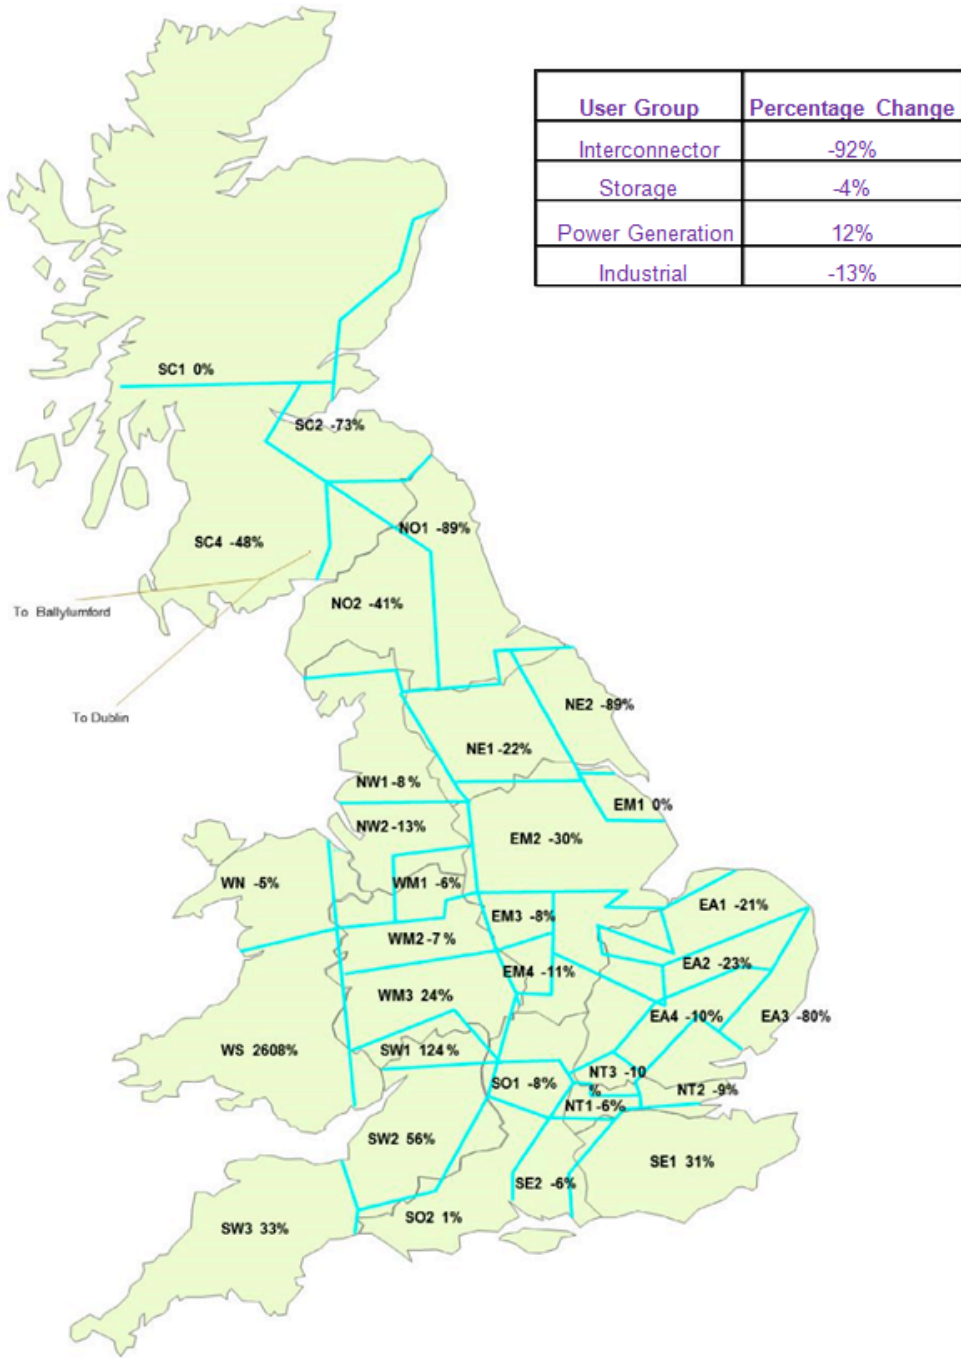 User Group Percentage Change
Interconnector -92%
Storage -4%
Power Generation 12%
Industrial -13%
SC1 0%
SC2 -73%
NO1 -89%
SC4 -48%
NO2 -41%
To Ballylumford
To Dublin
NE2 -89%
NE1 -22%
NW1 -8%
EM1 0%
NW2 -13%
EM2 -30%
WN -5%
WM1 -6%
EA1 -21%
EM3 -8%
WM2 -7%
EA2 -23%
EM4 -11%
WM3 24%
EA4 -10%
EA3 -80%
WS 2608%
SW1 124%
NT3 -10
%
SO1 -8%
NT2 -9%
NT1 -6%
SW2 56%
SE1 31%
SE2 -6%
SO2 1%
SW3 33%